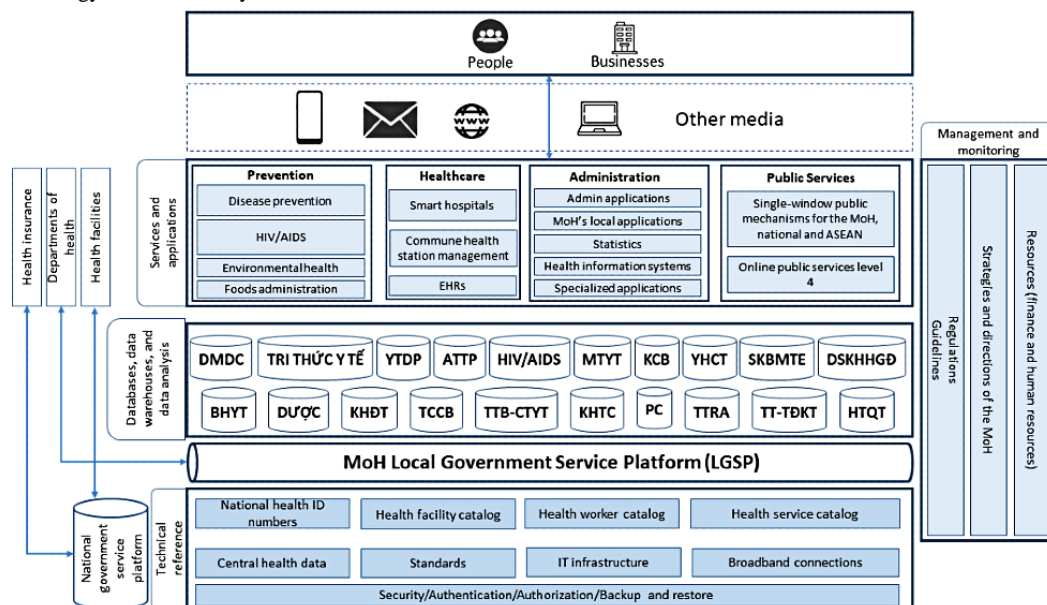 People
Businesses
www
Other media
Management and
monitoring
Regulations
Guidelines
Strategies and directions of the MoH
Resources (finance and human resources)
Health insurance
Departments of
health
Health facilities
Services and
applications
Prevention
Disease prevention
HIV/AIDS
Environmental health
Foods administration
Healthcare
Smart hospitals
Commune health
station management
EHRs
Administration
Admin applications
MoH's local applications
Statistics
Health information systems
Specialized applications
Public Services
Single-window public
mechanisms for the MoH,
national and ASEAN
Online public services level
4
Databases, data
warehouses, and
data analysis
DMDC
TRI THỨC Y TẾ
YTDP
ATTP
HIV/AIDS
MTYT
KCB
YHCT
SKBMTE
DSKHHGĐ
BHYT
DƯỢC
KHĐT
TCCB
TTB-CTYT
KHTC
PC
TTRA
TT-TĐKT
HTQT
MoH Local Government Service Platform (LGSP)
National
government
service
platform
Technical
reference
National health ID
numbers
Health facility catalog
Health worker catalog
Health service catalog
Central health data
Standards
IT infrastructure
Broadband connections
Security/Authentication/Authorization/Backup and restore